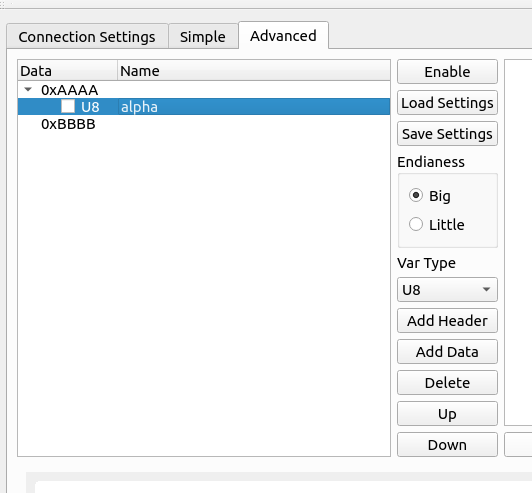 Connection Settings Simple Advanced
Data Name
0xAAAA
U8 alpha
0xBBBB
Enable
Load Settings
Save Settings
Endianess
Big
Little
Var Type
U8
Add Header
Add Data
Delete
Up
Down